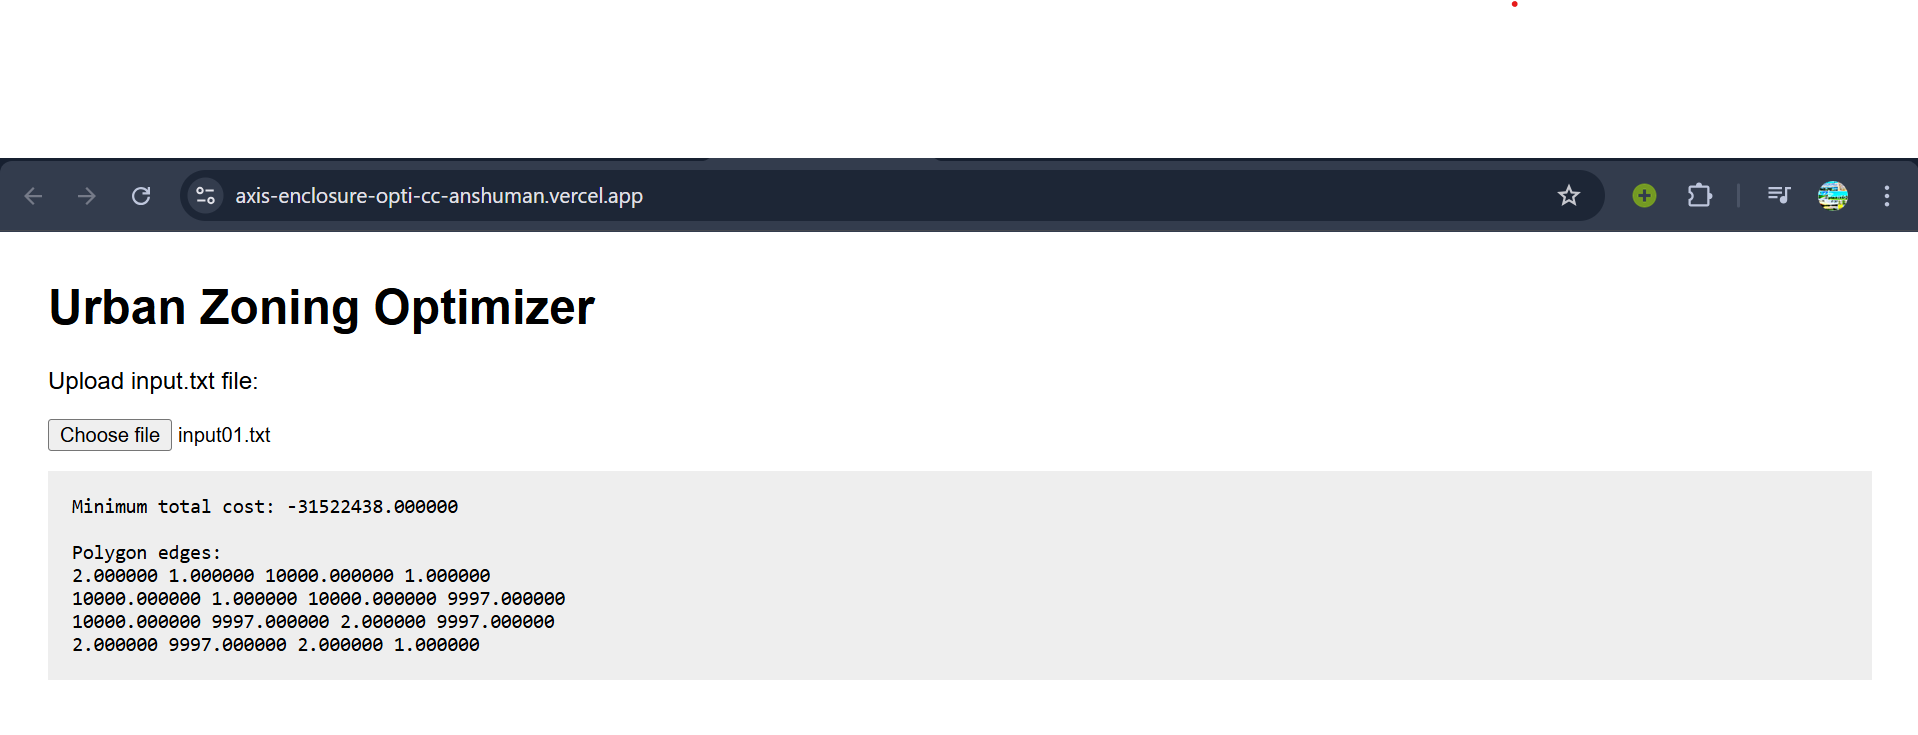 axis-enclosure-opti-cc-anshuman.vercel.app
Urban Zoning Optimizer
Upload input.txt file:
Choose file input01.txt
Minimum total cost: -31522438.000000
Polygon edges:
2.000000 1.000000 10000.000000 1.000000
10000.000000 1.000000 10000.000000 9997.000000
10000.000000 9997.000000 2.000000 9997.000000
2.000000 9997.000000 2.000000 1.000000